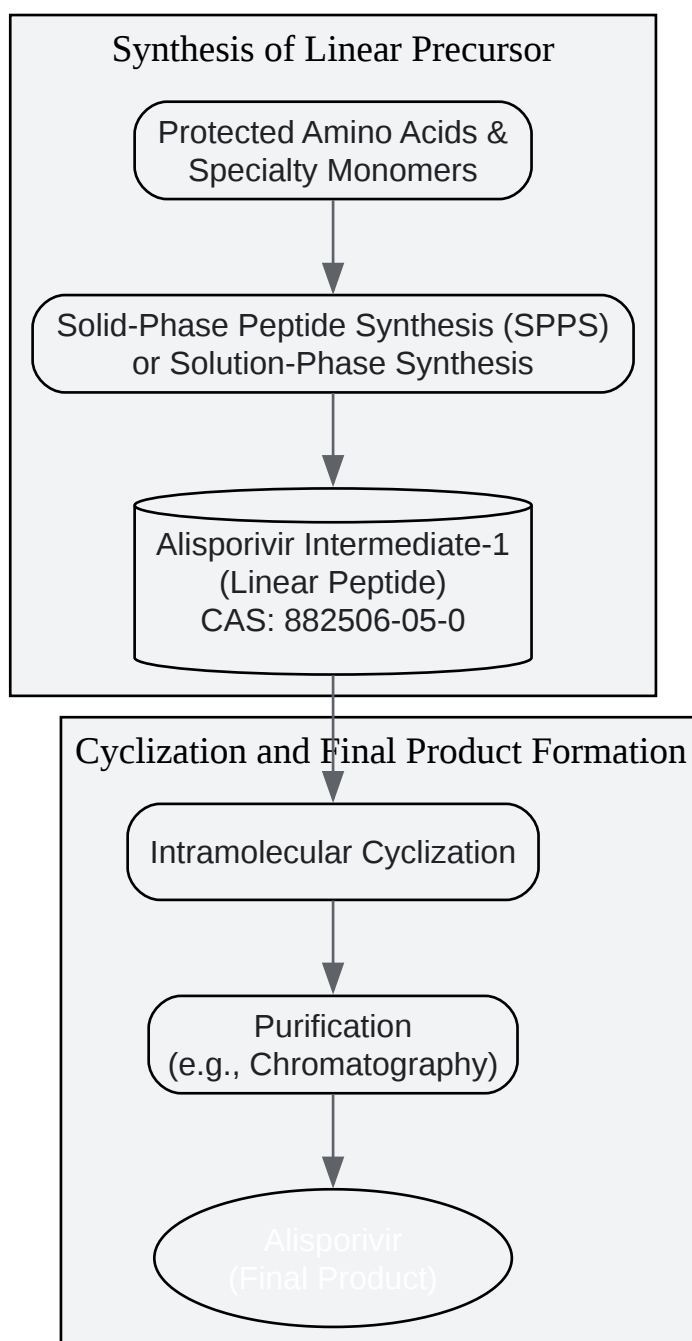 Synthesis of Linear Precursor
Protected Amino Acids &
Specialty Monomers
Solid-Phase Peptide Synthesis (SPPS)
or Solution-Phase Synthesis
Alisporivir Intermediate-1
(Linear Peptide)
CAS: 882506-05-0
Cyclization and Final Product Formation
Intramolecular Cyclization
Purification
(e.g., Chromatography)
Alisporivir
(Final Product)